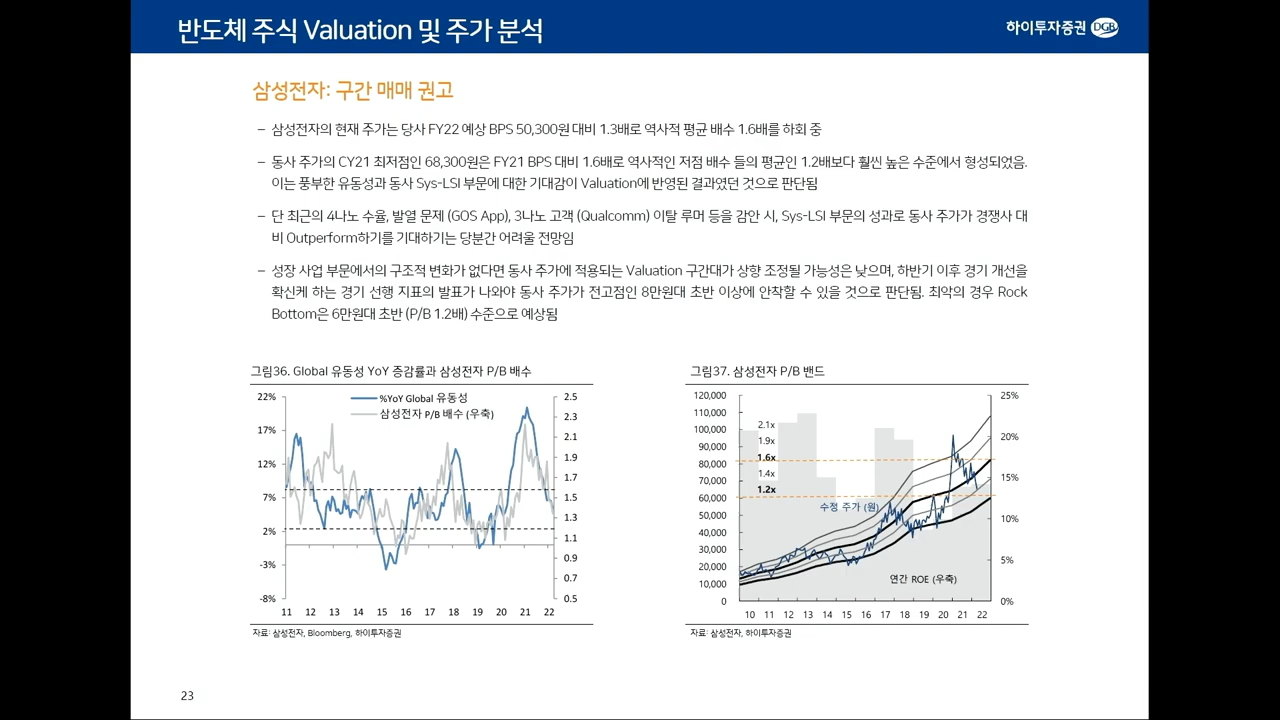 반도체 주식 Valuation 및 주가 분석
하이투자증권 DGB
삼성전자: 구간 매매 권고
– 삼성전자의 현재 주가는 당사 FY22 예상 BPS 50,300원 대비 1.3배로 역사적 평균 배수 1.6배를 하회 중
– 동사 주가의 CY21 최저점인 68,300원은 FY21 BPS 대비 1.6배로 역사적인 저점 배수 들의 평균인 1.2배보다 훨씬 높은 수준에서 형성되었음.
이는 풍부한 유동성과 동사 Sys-LSI 부문에 대한 기대감이 Valuation에 반영된 결과였던 것으로 판단됨
– 단 최근의 4나노 수율, 발열 문제 (GOS App), 3나노 고객 (Qualcomm) 이탈 루머 등을 감안 시, Sys-LSI 부문의 성과로 동사 주가가 경쟁사 대
비 Outperform하기를 기대하기는 당분간 어려울 전망임
– 성장 사업 부문에서의 구조적 변화가 없다면 동사 주가에 적용되는 Valuation 구간대가 상향 조정될 가능성은 낮으며, 하반기 이후 경기 개선을
확신케 하는 경기 선행 지표의 발표가 나와야 동사 주가가 전고점인 8만원대 초반 이상에 안착할 수 있을 것으로 판단됨. 최악의 경우 Rock
Bottom은 6만원대 초반 (P/B 1.2배) 수준으로 예상됨
그림36. Global 유동성 YoY 증감률과 삼성전자 P/B 배수
%YoY Global 유동성
삼성전자 P/B 배수 (우축)
22%
17%
12%
7%
2%
-3%
-8%
2.5
2.3
2.1
1.9
1.7
1.5
1.3
1.1
0.9
0.7
0.5
11 12 13 14 15 16 17 18 19 20 21 22
자료: 삼성전자, Bloomberg, 하이투자증권
그림37. 삼성전자 P/B 밴드
120,000
110,000
100,000
90,000
80,000
70,000
60,000
50,000
40,000
30,000
20,000
10,000
0
2.1x
1.9x
1.6x
1.4x
1.2x
수정 주가 (원)
연간 ROE (우축)
25%
20%
15%
10%
5%
0%
10 11 12 13 14 15 16 17 18 19 20 21 22
자료: 삼성전자, 하이투자증권
23